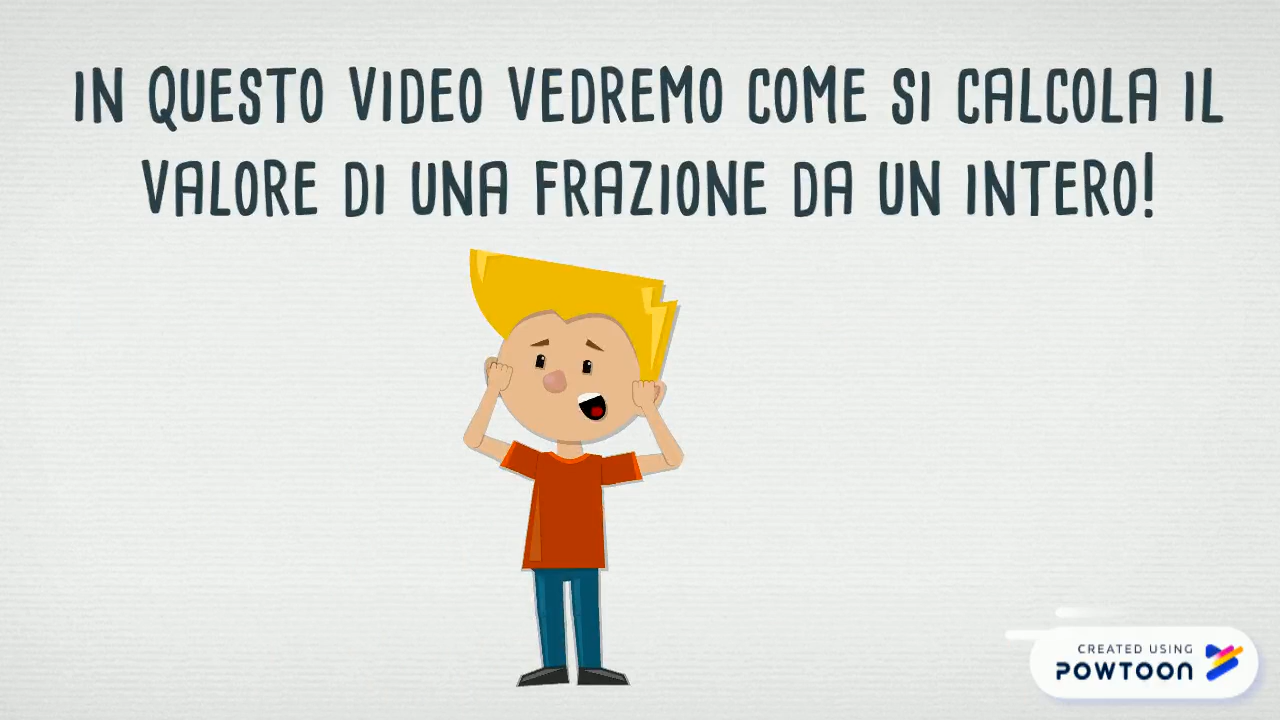 IN QUESTO VIDEO VEDREMO COME SI CALCOLA IL
VALORE DI UNA FRAZIONE DA UN INTERO!
CREATED USING
POWTOON